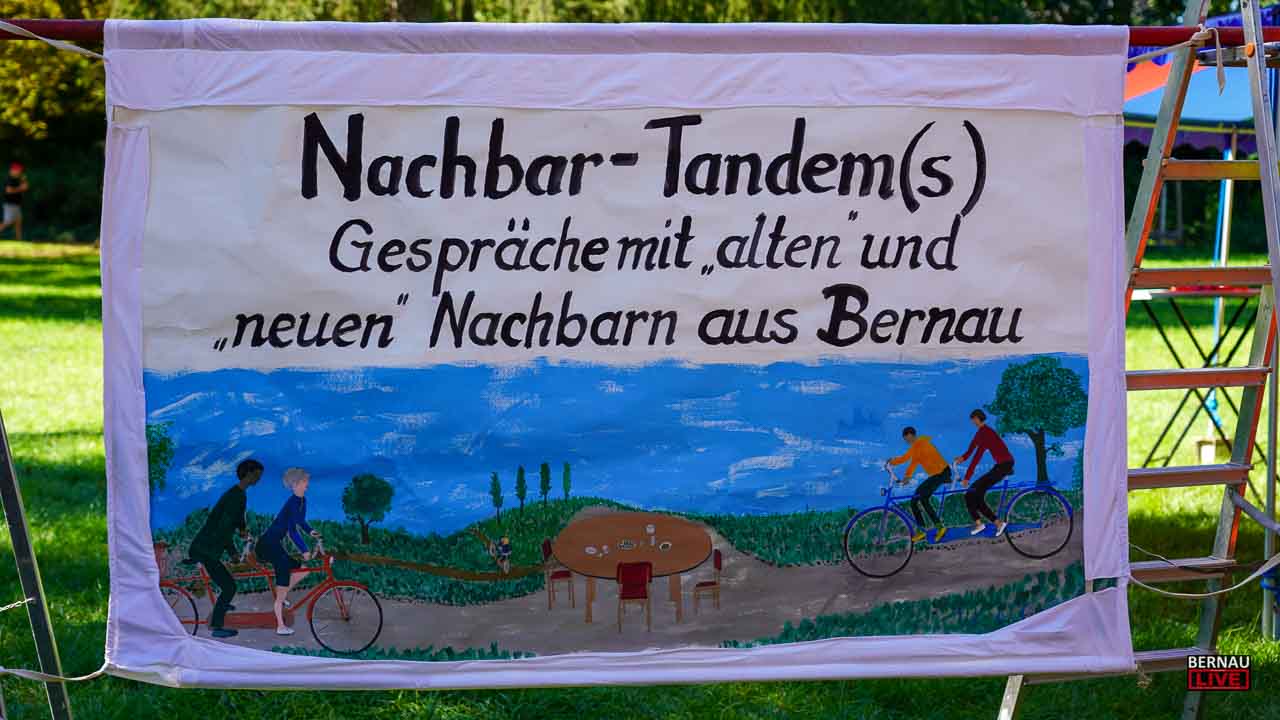 Nachbar-Tandem(s)
Gespräche mit „alten" und
„neuen" Nachbarn aus Bernau
BERNAU
LIVE